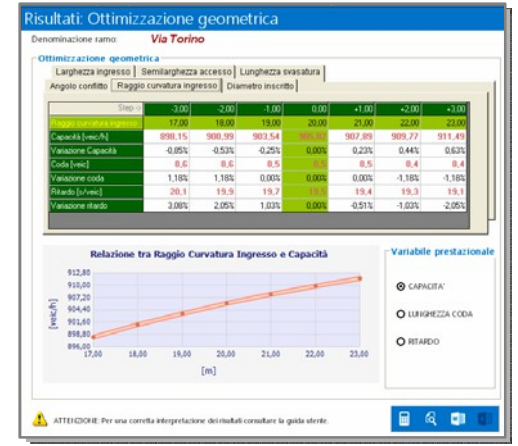 Risultati: Ottimizzazione geometrica
Denominazione ramo: Via Torino
Ottimizzazione geometrica
Larghezza ingresso Semilarghezza accesso Lunghezza svasatura
Angolo conflitto Raggio curvatura ingresso Diametro inscritto
Step -> -3,00 -2,00 -1,00 0,00 +1,00 +2,00 +3,00
Raggio curvatura ingresso 17,00 18,00 19,00 20,00 21,00 22,00 23,00
Capacità [veic/h] 898,15 900,99 903,54 905,82 907,89 909,77 911,49
Variazione Capacità -0,85% -0,53% -0,25% 0,00% 0,23% 0,44% 0,63%
Coda [veic] 8,6 8,6 8,5 8,5 8,5 8,4 8,4
Variazione coda 1,18% 1,18% 0,00% 0,00% 0,00% -1,18% -1,18%
Ritardo [s/veic] 20,1 19,9 19,7 19,5 19,4 19,3 19,1
Variazione ritardo 3,08% 2,05% 1,03% 0,00% -0,51% -1,03% -2,05%
Relazione tra Raggio Curvatura Ingresso e Capacità
[veic/h]
912,80
910,00
907,20
904,40
901,60
898,80
896,00
17,00 18,00 19,00 20,00 21,00 22,00 23,00
[m]
Variabile prestazionale
CAPACITA'
LUNGHEZZA CODA
RITARDO
ATTENZIONE: Per una corretta interpretazione dei risultati consultare la guida utente.